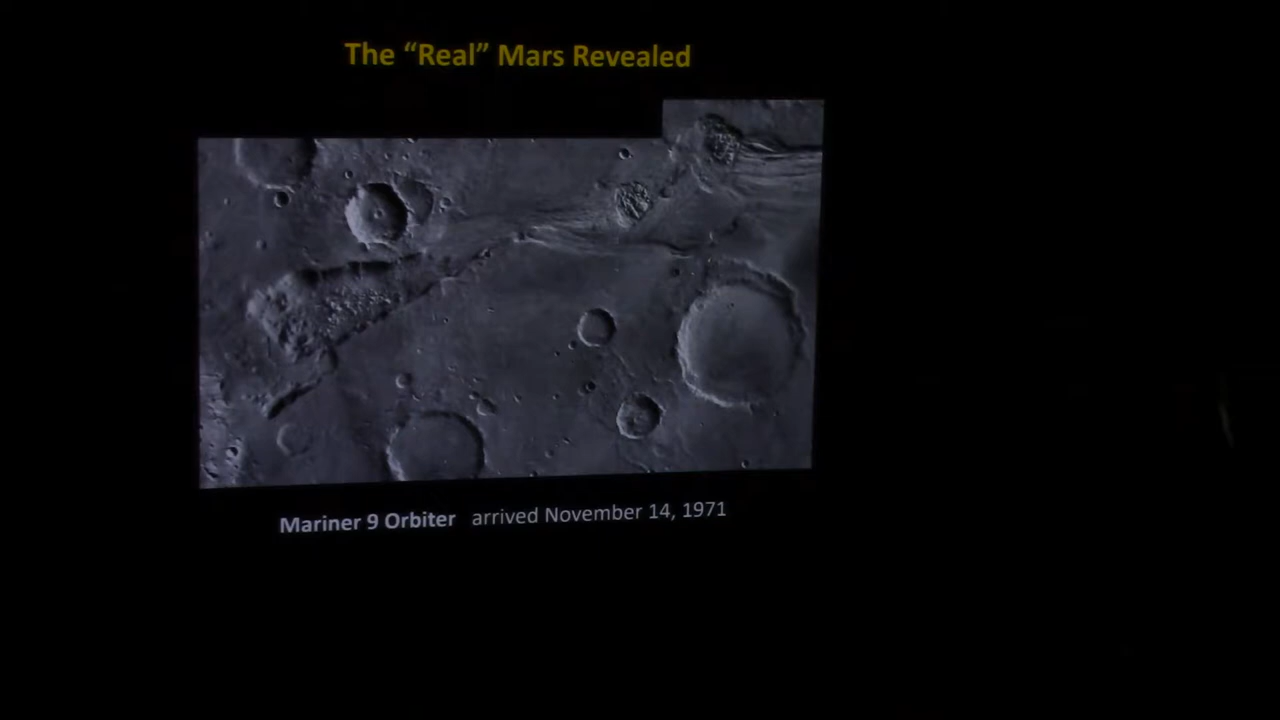 The “Real” Mars Revealed
Mariner 9 Orbiter arrived November 14, 1971